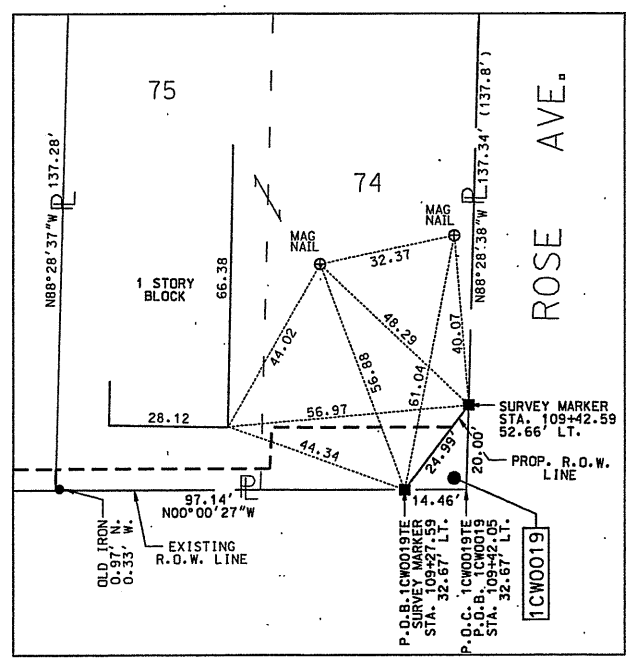 75
74
ROSE AVE.
N88°28'37"W 137.28'
PL
N88°28'38"W 137.34' (137.8')
PL
MAG
NAIL
MAG
NAIL
32.37
1 STORY
BLOCK
66.38
44.02
48.29
56.88
61.04
40.07
28.12
56.97
44.34
24.99'
20.00'
SURVEY MARKER
STA. 109+42.59
52.66' LT.
PROP. R.O.W.
LINE
PL
97.14'
N00°00'27"W
14.46'
OLD IRON
0.97' N.
0.33' W.
EXISTING
R.O.W. LINE
P.O.B. 1CW0019TE
SURVEY MARKER
STA. 109+27.59
32.67' LT.
P.O.C. 1CW0019TE
P.O.B. 1CW0019
STA. 109+42.05
32.67' LT.
1CW0019